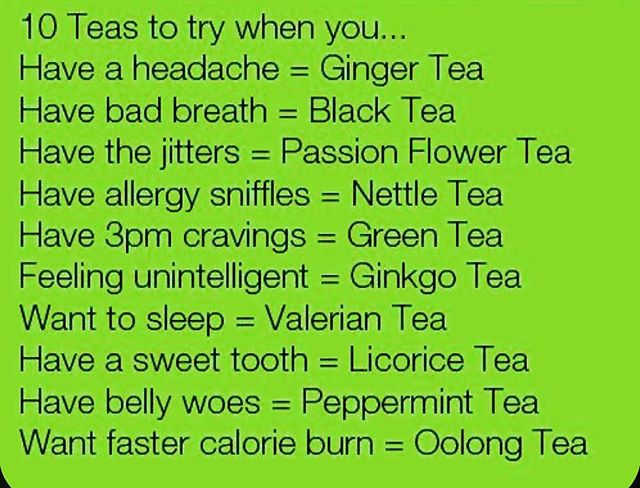 10 Teas to try when you...
Have a headache = Ginger Tea
Have bad breath = Black Tea
Have the jitters = Passion Flower Tea
Have allergy sniffles = Nettle Tea
Have 3pm cravings = Green Tea
Feeling unintelligent = Ginkgo Tea
Want to sleep = Valerian Tea
Have a sweet tooth = Licorice Tea
Have belly woes = Peppermint Tea
Want faster calorie burn = Oolong Tea